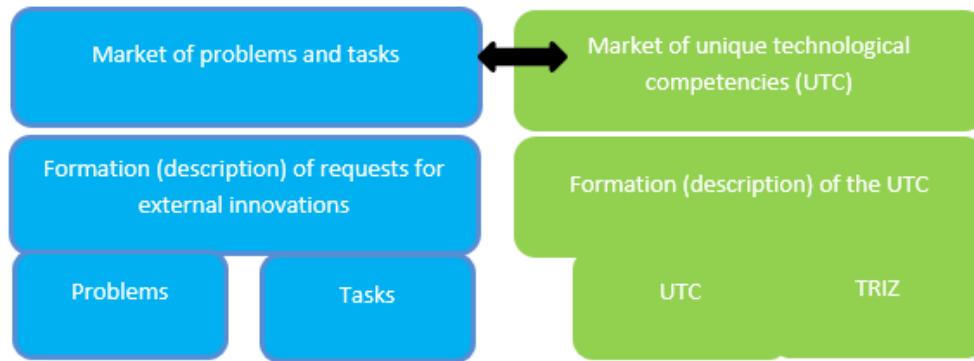 Market of problems and tasks
Market of unique technological
competencies (UTC)
Formation (description) of requests for
external innovations
Formation (description) of the UTC
Problems
Tasks
UTC
TRIZ